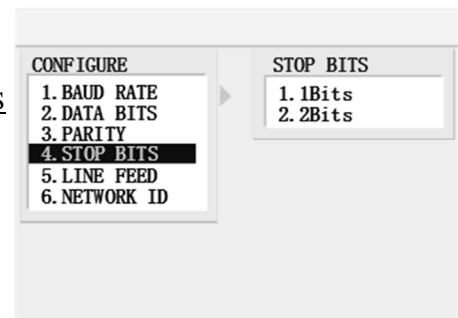 CONFIGURE
1. BAUD RATE
2. DATA BITS
3. PARITY
4. STOP BITS
5. LINE FEED
6. NETWORK ID
STOP BITS
1. 1Bits
2. 2Bits